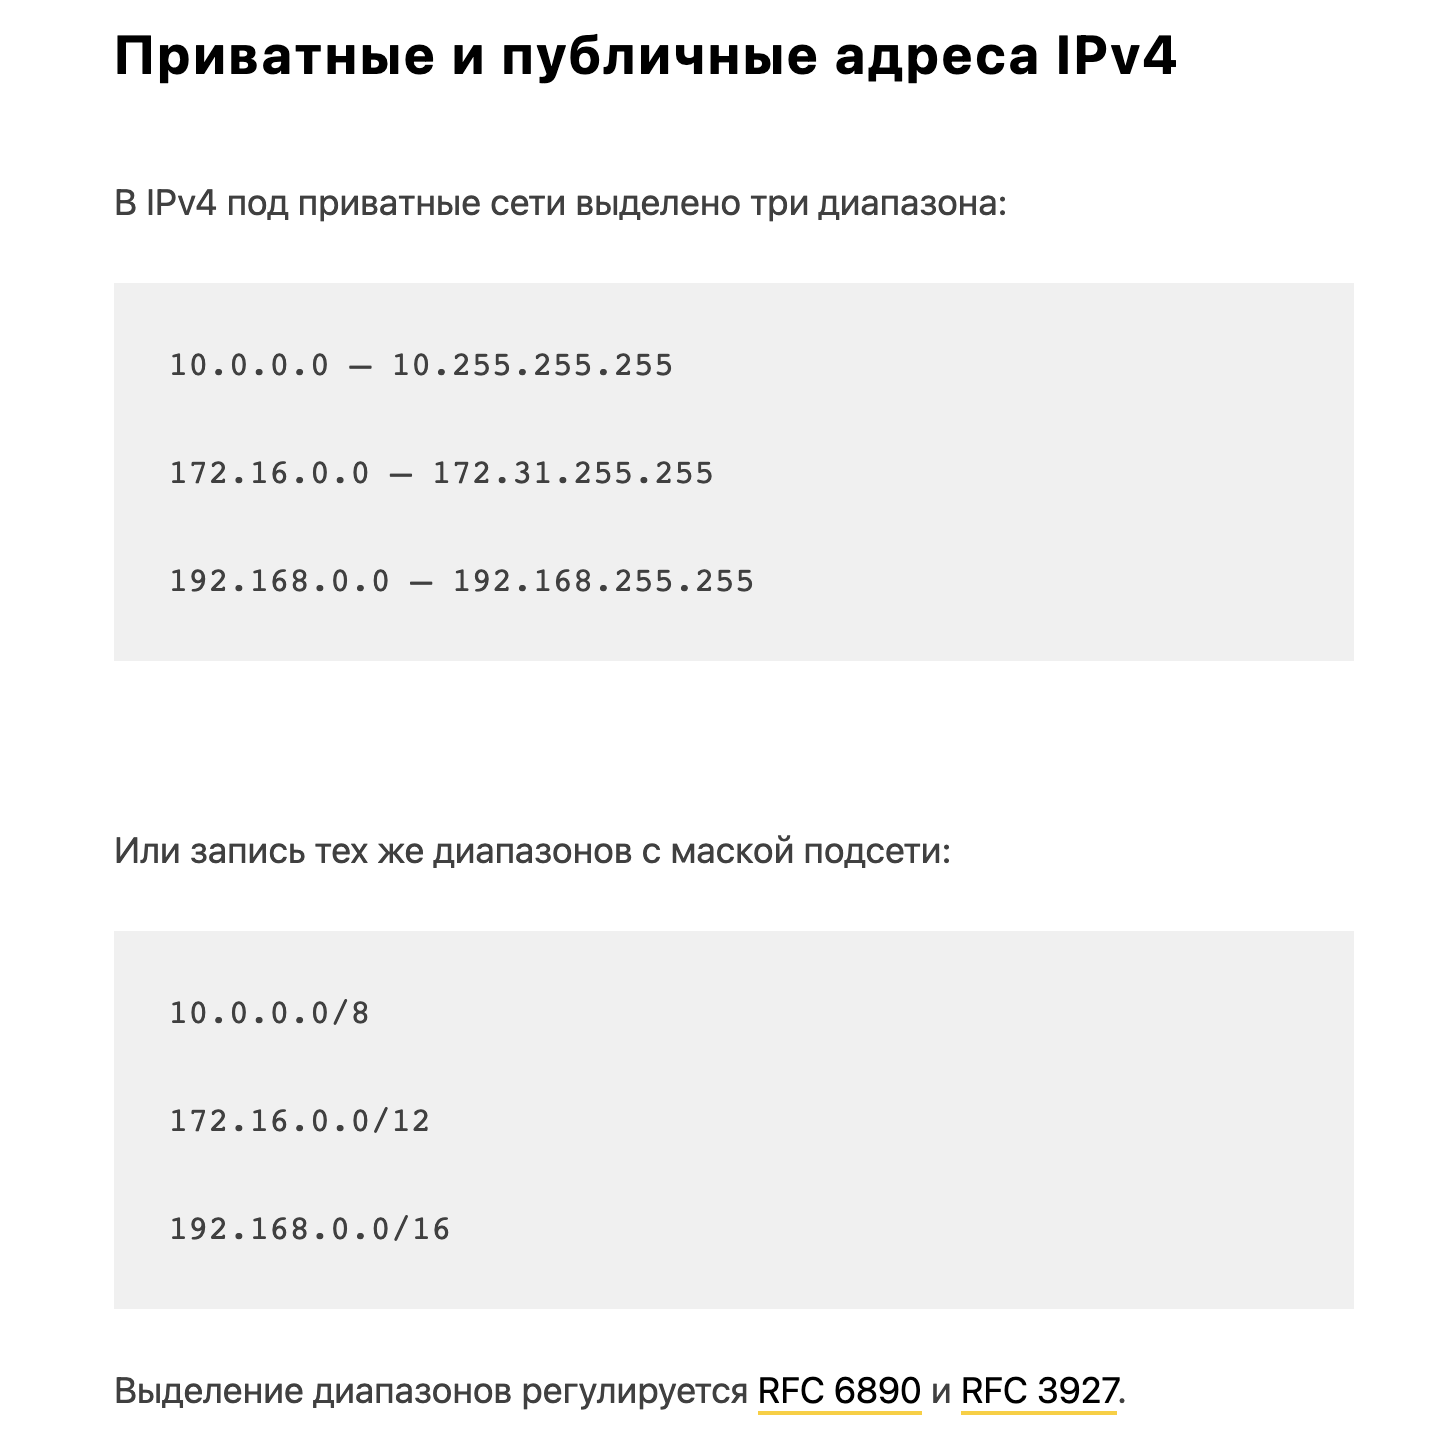 Приватные и публичные адреса IPv4
В IPv4 под приватные сети выделено три диапазона:
10.0.0.0 — 10.255.255.255
172.16.0.0 — 172.31.255.255
192.168.0.0 — 192.168.255.255
Или запись тех же диапазонов с маской подсети:
10.0.0.0/8
172.16.0.0/12
192.168.0.0/16
Выделение диапазонов регулируется RFC 6890 и RFC 3927.